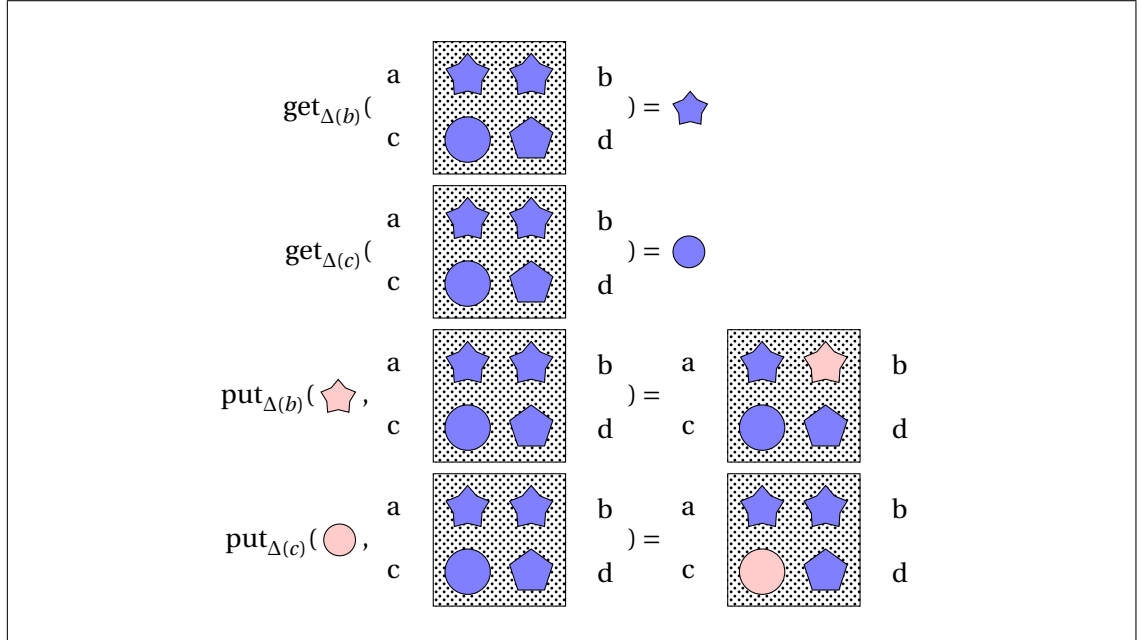 a b
get_Δ(b)( ) =
c d
a b
get_Δ(c)( ) =
c d
a b a b
put_Δ(b)( , ) =
c d c d
a b a b
put_Δ(c)( , ) =
c d c d